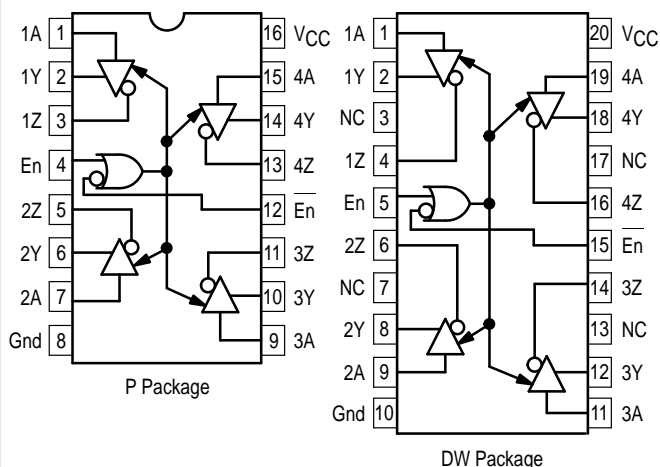 1A 1 16 VCC
1Y 2 15 4A
1Z 3 14 4Y
En 4 13 4Z
2Z 5 12 En
2Y 6 11 3Z
2A 7 10 3Y
Gnd 8 9 3A
P Package
1A 1 20 VCC
1Y 2 19 4A
NC 3 18 4Y
1Z 4 17 NC
En 5 16 4Z
2Z 6 15 En
NC 7 14 3Z
2Y 8 13 NC
2A 9 12 3Y
Gnd 10 11 3A
DW Package